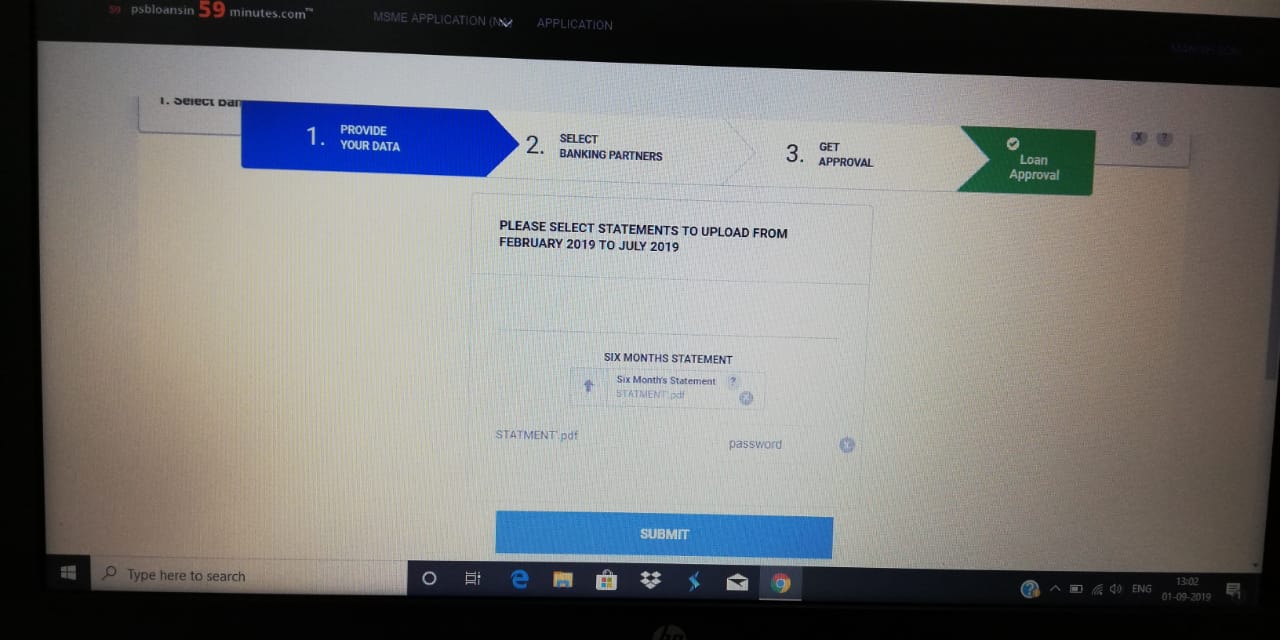 59 psbloansin 59 minutes.com™
MSME APPLICATION
APPLICATION
1. Select Ban
1. PROVIDE
YOUR DATA
2. SELECT
BANKING PARTNERS
3. GET
APPROVAL
Loan
Approval
X ?
PLEASE SELECT STATEMENTS TO UPLOAD FROM
FEBRUARY 2019 TO JULY 2019
SIX MONTHS STATEMENT
Six Month's Statement ?
STATMENT'.pdf
STATMENT'.pdf password
SUBMIT
Type here to search
ENG
13:02
01-09-2019
hp